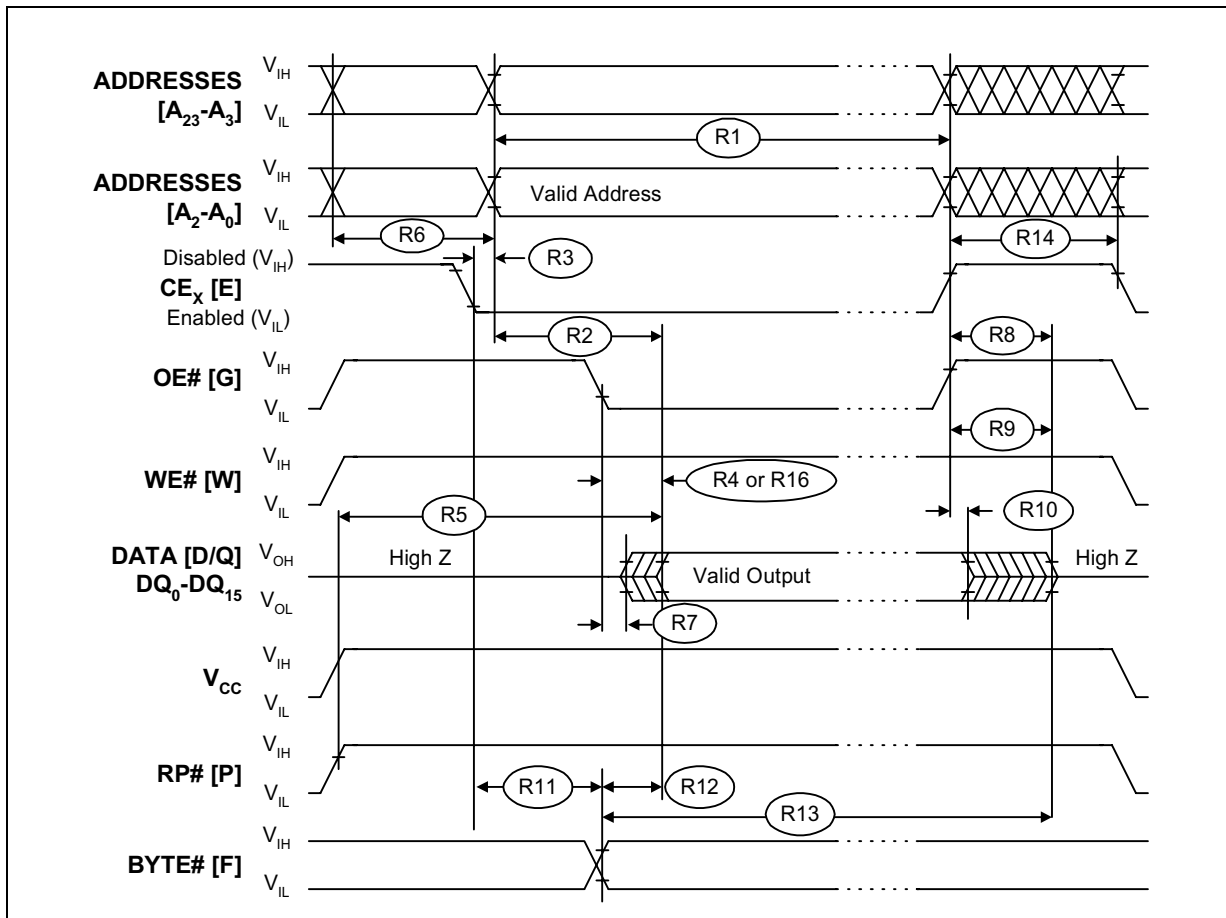 ADDRESSES
[A23-A3]
VIH
VIL
R1
ADDRESSES
[A2-A0]
VIH
VIL
Valid Address
R6
R14
Disabled (VIH)
R3
CEX [E]
Enabled (VIL)
R2
R8
OE# [G]
VIH
VIL
R9
WE# [W]
VIH
VIL
R4 or R16
R5
R10
DATA [D/Q]
DQ0-DQ15
VOH
VOL
High Z
Valid Output
High Z
R7
VCC
VIH
VIL
RP# [P]
VIH
VIL
R11
R12
R13
BYTE# [F]
VIH
VIL